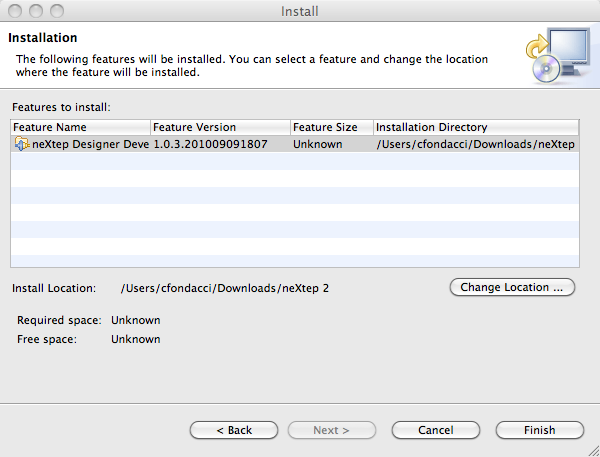 Install
Installation
The following features will be installed. You can select a feature and change the location
where the feature will be installed.
Features to install:
Feature Name Feature Version Feature Size Installation Directory
neXtep Designer Deve 1.0.3.201009091807 Unknown /Users/cfondacci/Downloads/neXtep
Install Location: /Users/cfondacci/Downloads/neXtep 2
Change Location ...
Required space: Unknown
Free space: Unknown
< Back Next > Cancel Finish